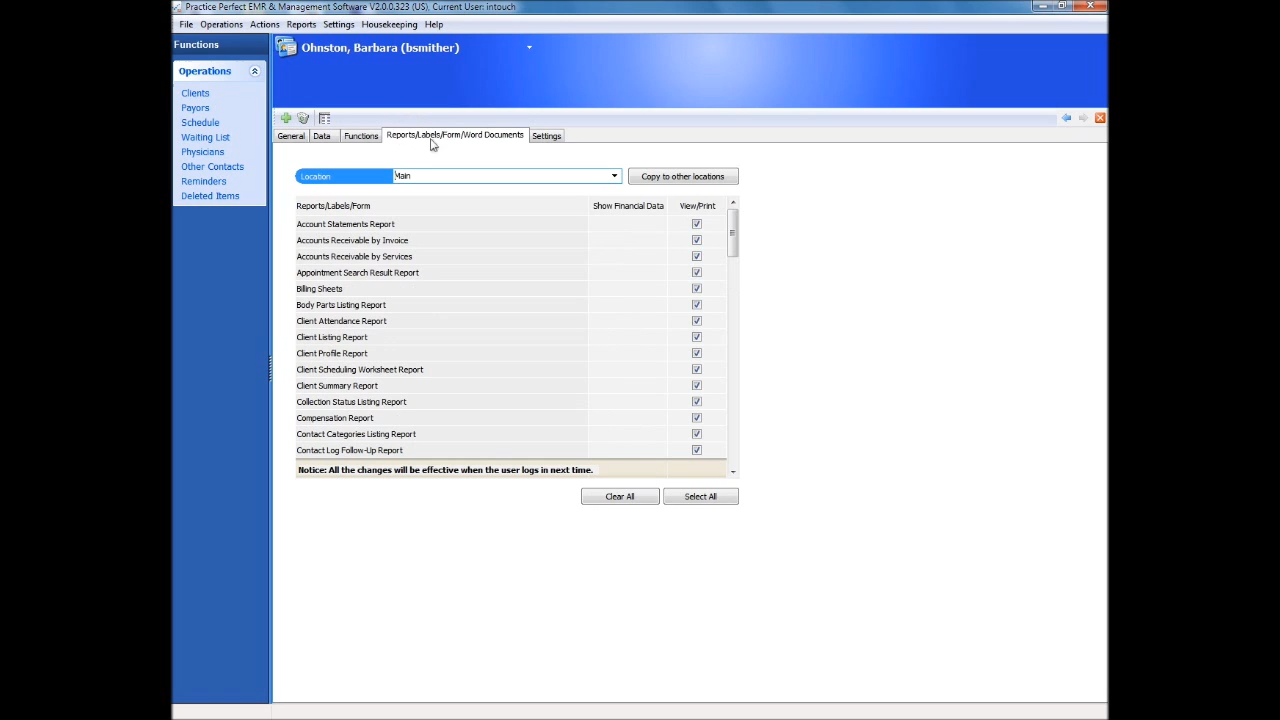 Practice Perfect EMR & Management Software V2.0.0.323 (US), Current User: intouch
File Operations Actions Reports Settings Housekeeping Help
Functions
Ohnston, Barbara (bsmither)
Operations
Clients
Payors
Schedule
Waiting List
Physicians
Other Contacts
Reminders
Deleted Items
General Data Functions Reports/Labels/Form/Word Documents Settings
Location Main Copy to other locations
Reports/Labels/Form Show Financial Data View/Print
Account Statements Report
Accounts Receivable by Invoice
Accounts Receivable by Services
Appointment Search Result Report
Billing Sheets
Body Parts Listing Report
Client Attendance Report
Client Listing Report
Client Profile Report
Client Scheduling Worksheet Report
Client Summary Report
Collection Status Listing Report
Compensation Report
Contact Categories Listing Report
Contact Log Follow-Up Report
Notice: All the changes will be effective when the user logs in next time.
Clear All Select All